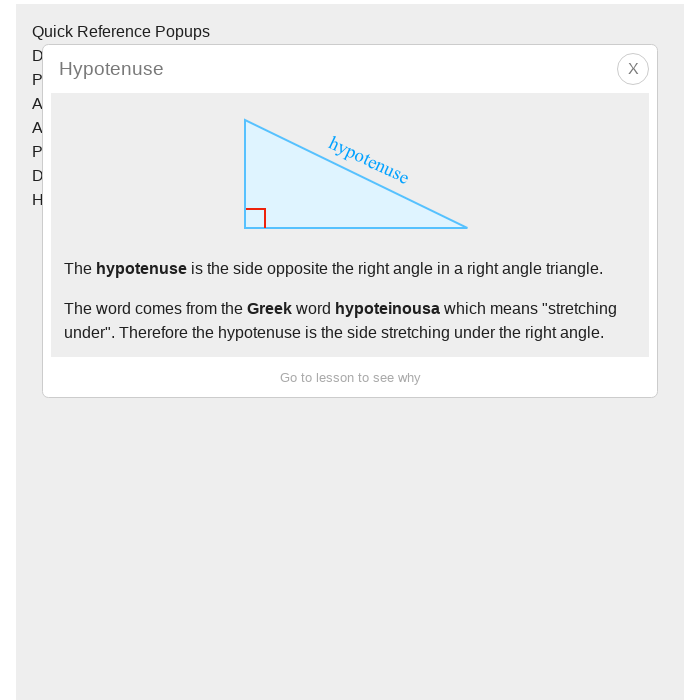 Quick Reference Popups
D
P
A
A
P
D
H
Hypotenuse X
hypotenuse
The hypotenuse is the side opposite the right angle in a right angle triangle.
The word comes from the Greek word hypoteinousa which means "stretching
under". Therefore the hypotenuse is the side stretching under the right angle.
Go to lesson to see why